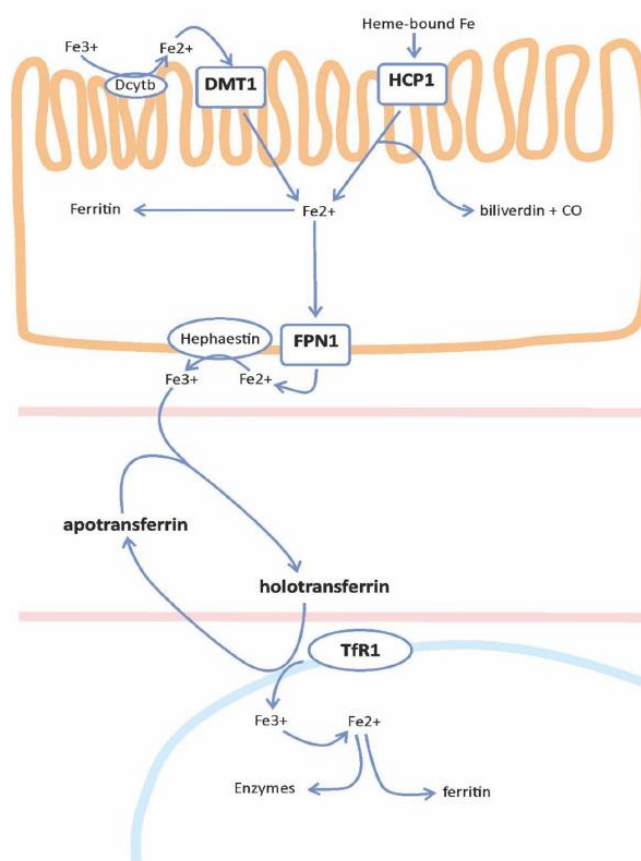 Heme-bound Fe
Fe3+
Fe2+
Dcytb
DMT1
HCP1
Ferritin
Fe2+
biliverdin + CO
Hephaestin
FPN1
Fe3+
Fe2+
apotransferrin
holotransferrin
TfR1
Fe3+
Fe2+
Enzymes
ferritin